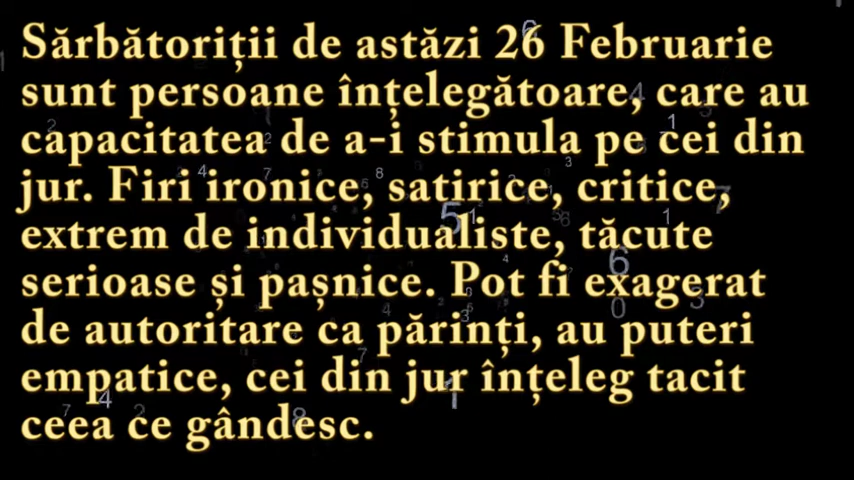 Sărbătoriții de astăzi 26 Februarie
sunt persoane înțelegătoare, care au
capacitatea de a-i stimula pe cei din
jur. Firi ironice, satirice, critice,
extrem de individualiste, tăcute
serioase și pașnice. Pot fi exagerat
de autoritare ca părinți, au puteri
empatice, cei din jur înțeleg tacit
ceea ce gândesc.